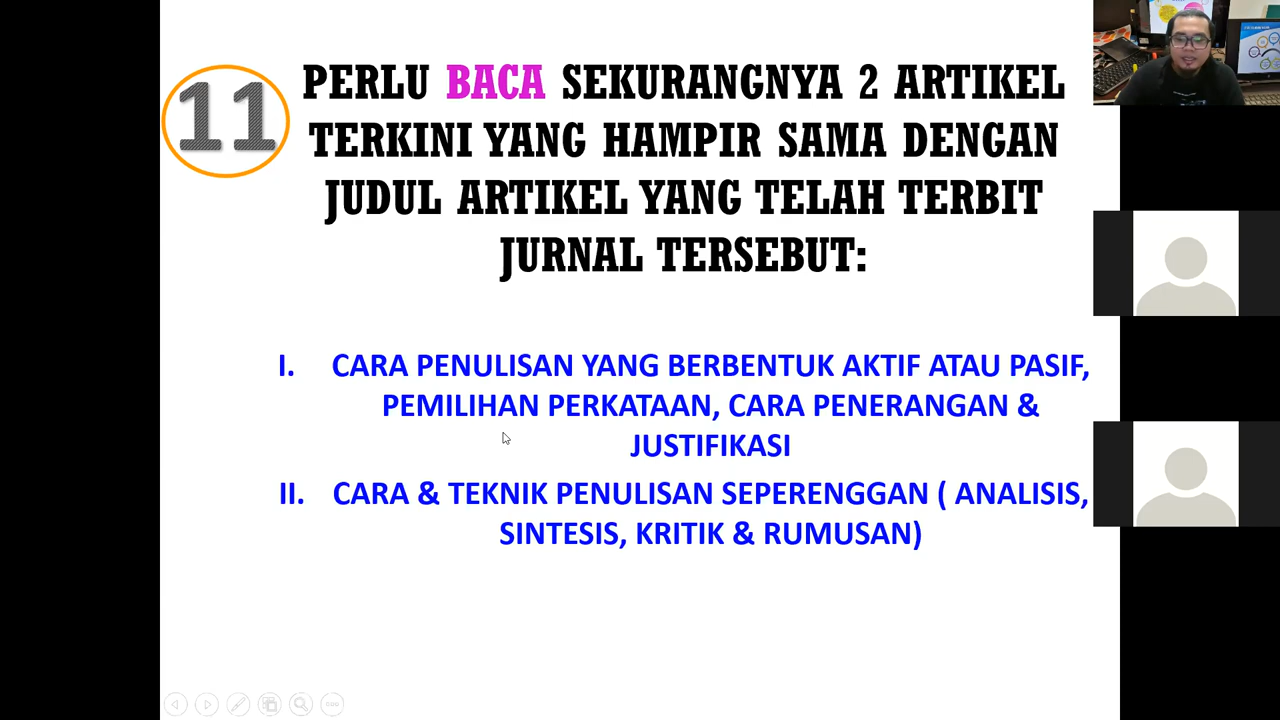 11
PERLU BACA SEKURANGNYA 2 ARTIKEL
TERKINI YANG HAMPIR SAMA DENGAN
JUDUL ARTIKEL YANG TELAH TERBIT
JURNAL TERSEBUT:
I. CARA PENULISAN YANG BERBENTUK AKTIF ATAU PASIF,
PEMILIHAN PERKATAAN, CARA PENERANGAN &
JUSTIFIKASI
II. CARA & TEKNIK PENULISAN SEPERENGGAN ( ANALISIS,
SINTESIS, KRITIK & RUMUSAN)